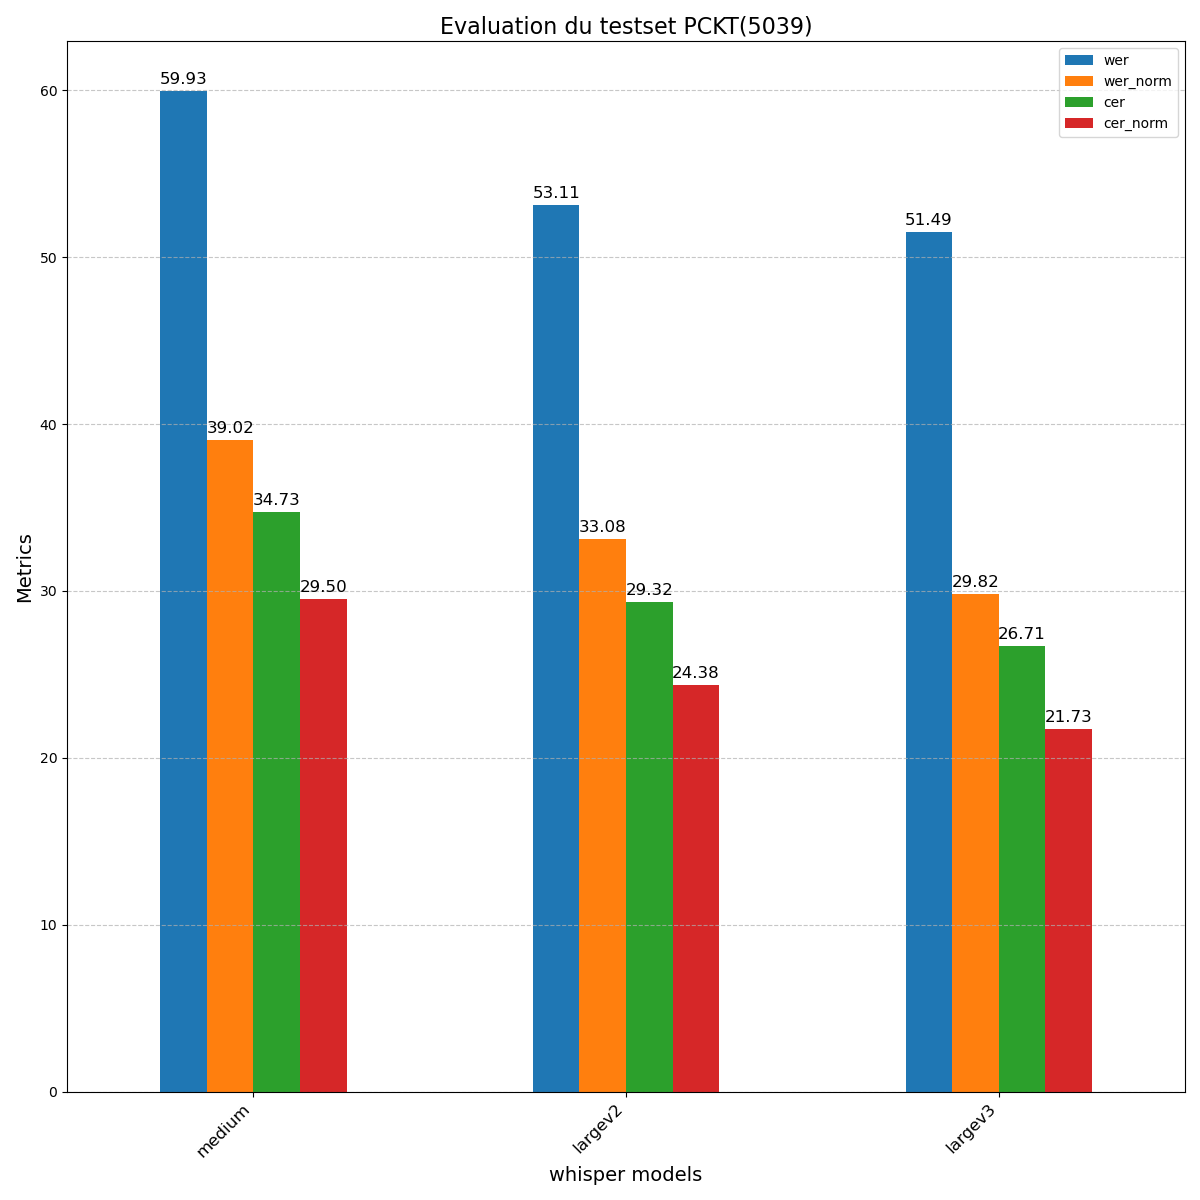 Evaluation du testset PCKT(5039)
wer
wer_norm
cer
cer_norm
Metrics
60
50
40
30
20
10
0
59.93
39.02
34.73
29.50
53.11
33.08
29.32
24.38
51.49
29.82
26.71
21.73
medium
largev2
largev3
whisper models